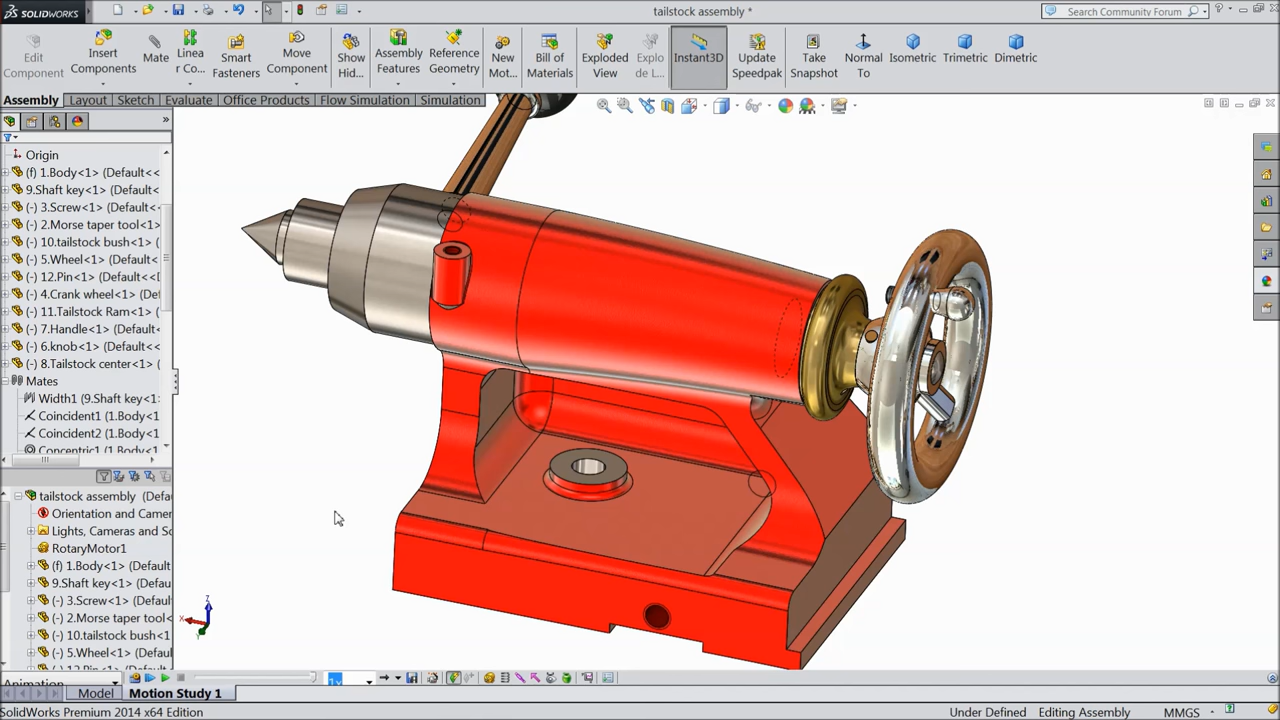 SOLIDWORKS
tailstock assembly *
Search Community Forum
Edit Component
Insert Components
Mate
Linea r Co...
Smart Fasteners
Move Component
Show Hid...
Assembly Features
Reference Geometry
New Mot...
Bill of Materials
Exploded View
Explo de L...
Instant3D
Update Speedpak
Take Snapshot
Normal To
Isometric
Trimetric
Dimetric
Assembly Layout Sketch Evaluate Office Products Flow Simulation Simulation
Origin
(f) 1.Body<1> (Default<<
9.Shaft key<1> (Default<
(-) 3.Screw<1> (Default<
(-) 2.Morse taper tool<1>
(-) 10.tailstock bush<1> (
(-) 5.Wheel<1> (Default<
(-) 12.Pin<1> (Default<<
(-) 4.Crank wheel<1> (D
(-) 11.Tailstock Ram<1> (
(-) 7.Handle<1> (Default
(-) 6.knob<1> (Default<
(-) 8.Tailstock center<1>
Mates
Width1 (9.Shaft key<1>
Coincident1 (1.Body<1
Coincident2 (1.Body<1
Concentric1 (1.Body<1
tailstock assembly (Defau
Orientation and Camer
Lights, Cameras and Sc
RotaryMotor1
(f) 1.Body<1> (Default
9.Shaft key<1> (Defau
(-) 3.Screw<1> (Defau
(-) 2.Morse taper tool<
(-) 10.tailstock bush<1
(-) 5.Wheel<1> (Defau
Animation
Model Motion Study 1
SolidWorks Premium 2014 x64 Edition
Under Defined Editing Assembly MMGS
Z
X
Y